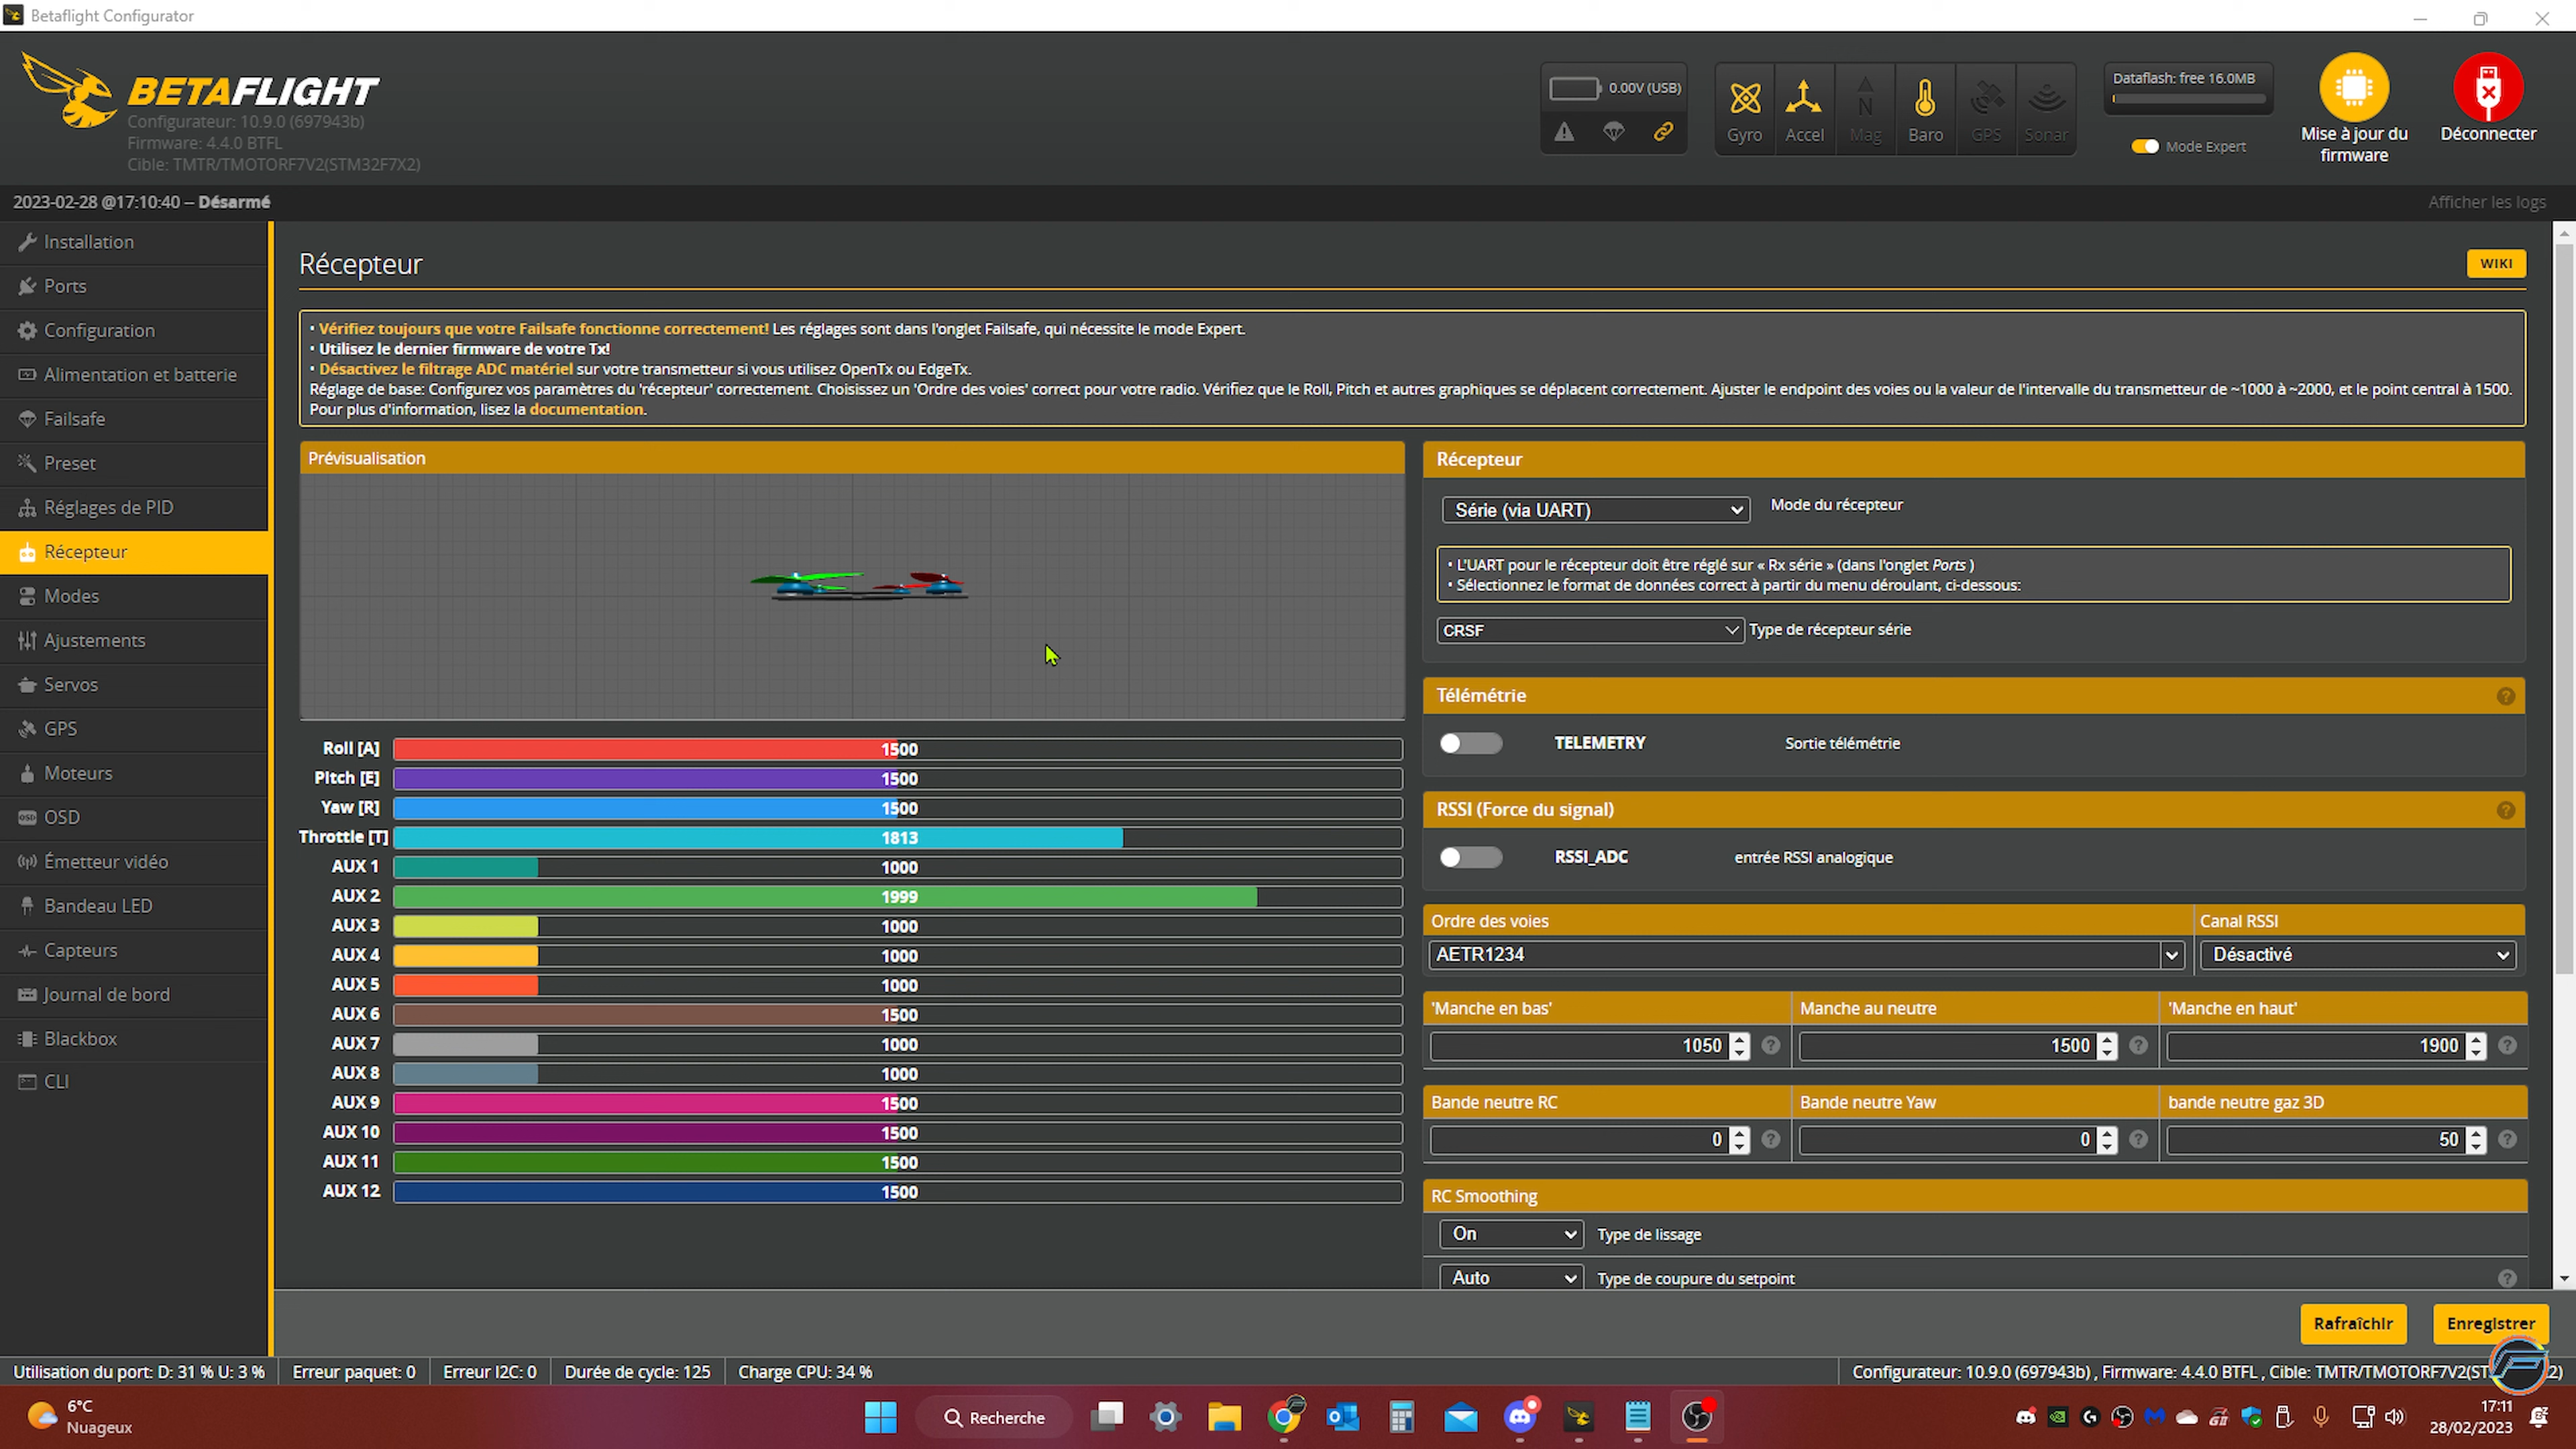 Betaflight Configurator
BETAFLIGHT
Configurateur: 10.9.0 (697943b)
Firmware: 4.4.0 BTFL
Cible: TMTR/TMOTORF7V2(STM32F7X2)
0.00V (USB)
Gyro
Accel
Mag
Baro
GPS
Sonar
Dataflash: free 16.0MB
Mode Expert
Mise à jour du
firmware
Déconnecter
2023-02-28 @17:10:40 -- Désarmé
Afficher les logs
Installation
Ports
Configuration
Alimentation et batterie
Failsafe
Preset
Réglages de PID
Récepteur
Modes
Ajustements
Servos
GPS
Moteurs
OSD
Émetteur vidéo
Bandeau LED
Capteurs
Journal de bord
Blackbox
CLI
Récepteur
WIKI
• Vérifiez toujours que votre Failsafe fonctionne correctement! Les réglages sont dans l'onglet Failsafe, qui nécessite le mode Expert.
• Utilisez le dernier firmware de votre Tx!
• Désactivez le filtrage ADC matériel sur votre transmetteur si vous utilisez OpenTx ou EdgeTx.
Réglage de base: Configurez vos paramètres du 'récepteur' correctement. Choisissez un 'Ordre des voies' correct pour votre radio. Vérifiez que le Roll, Pitch et autres graphiques se déplacent correctement. Ajuster le endpoint des voies ou la valeur de l'intervalle du transmetteur de ~1000 à ~2000, et le point central à 1500.
Pour plus d'information, lisez la documentation.
Prévisualisation
Roll [A] 1500
Pitch [E] 1500
Yaw [R] 1500
Throttle [T] 1813
AUX 1 1000
AUX 2 1999
AUX 3 1000
AUX 4 1000
AUX 5 1000
AUX 6 1500
AUX 7 1000
AUX 8 1000
AUX 9 1500
AUX 10 1500
AUX 11 1500
AUX 12 1500
Récepteur
Série (via UART) Mode du récepteur
• L'UART pour le récepteur doit être réglé sur « Rx série » (dans l'onglet Ports )
• Sélectionnez le format de données correct à partir du menu déroulant, ci-dessous:
CRSF Type de récepteur série
Télémétrie
TELEMETRY Sortie télémétrie
RSSI (Force du signal)
RSSI_ADC entrée RSSI analogique
Ordre des voies Canal RSSI
AETR1234 Désactivé
'Manche en bas' Manche au neutre 'Manche en haut'
1050 1500 1900
Bande neutre RC Bande neutre Yaw bande neutre gaz 3D
0 0 50
RC Smoothing
On Type de lissage
Auto Type de coupure du setpoint
Rafraîchir Enregistrer
Utilisation du port: D: 31 % U: 3 % Erreur paquet: 0 Erreur I2C: 0 Durée de cycle: 125 Charge CPU: 34 %
Configurateur: 10.9.0 (697943b) , Firmware: 4.4.0 BTFL , Cible: TMTR/TMOTORF7V2(ST 2)
6°C
Nuageux
Recherche
17:11
28/02/2023